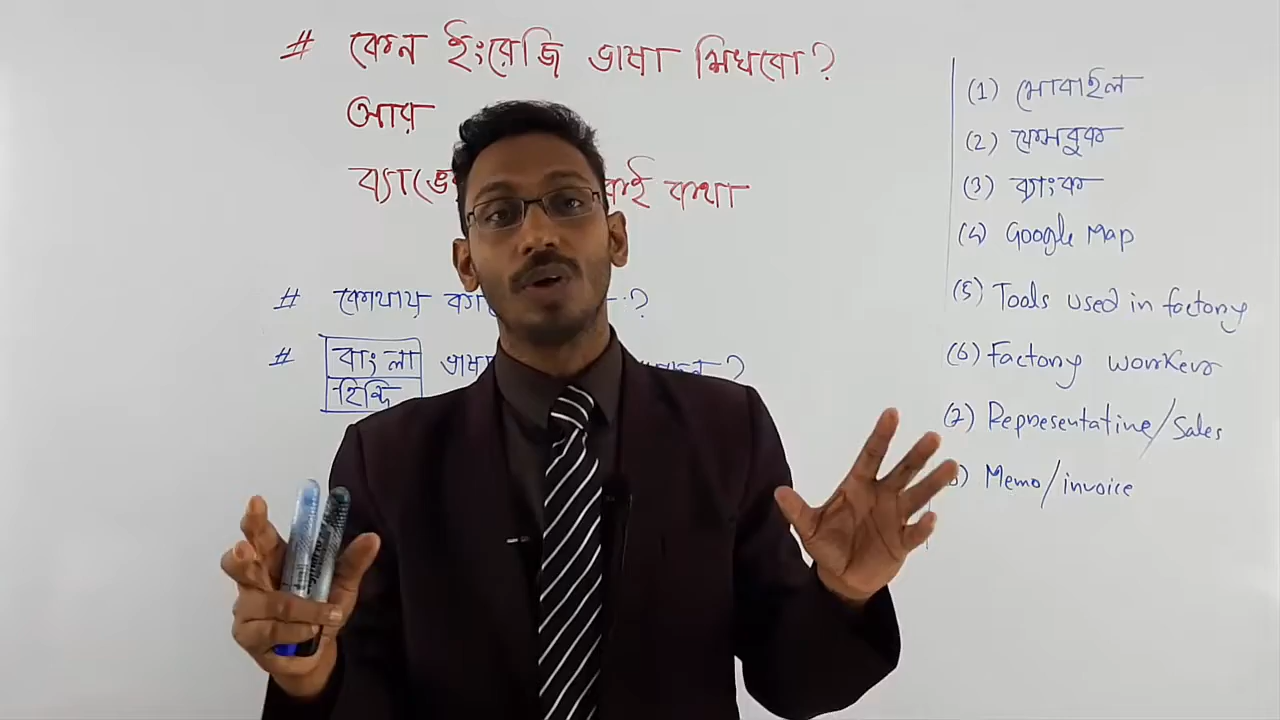 # কেন ইংরেজি ভাষা শিখবো?
আর
কথা
# কোথায়
# বাংলা ভাষা
হিন্দি
(1) মোবাইল
(2) ফেসবুক
(3) ব্যাংক
(4) Google Map
(5) Tools used in factory
(6) Factory workers
(7) Representative/Sales
Memo/invoice